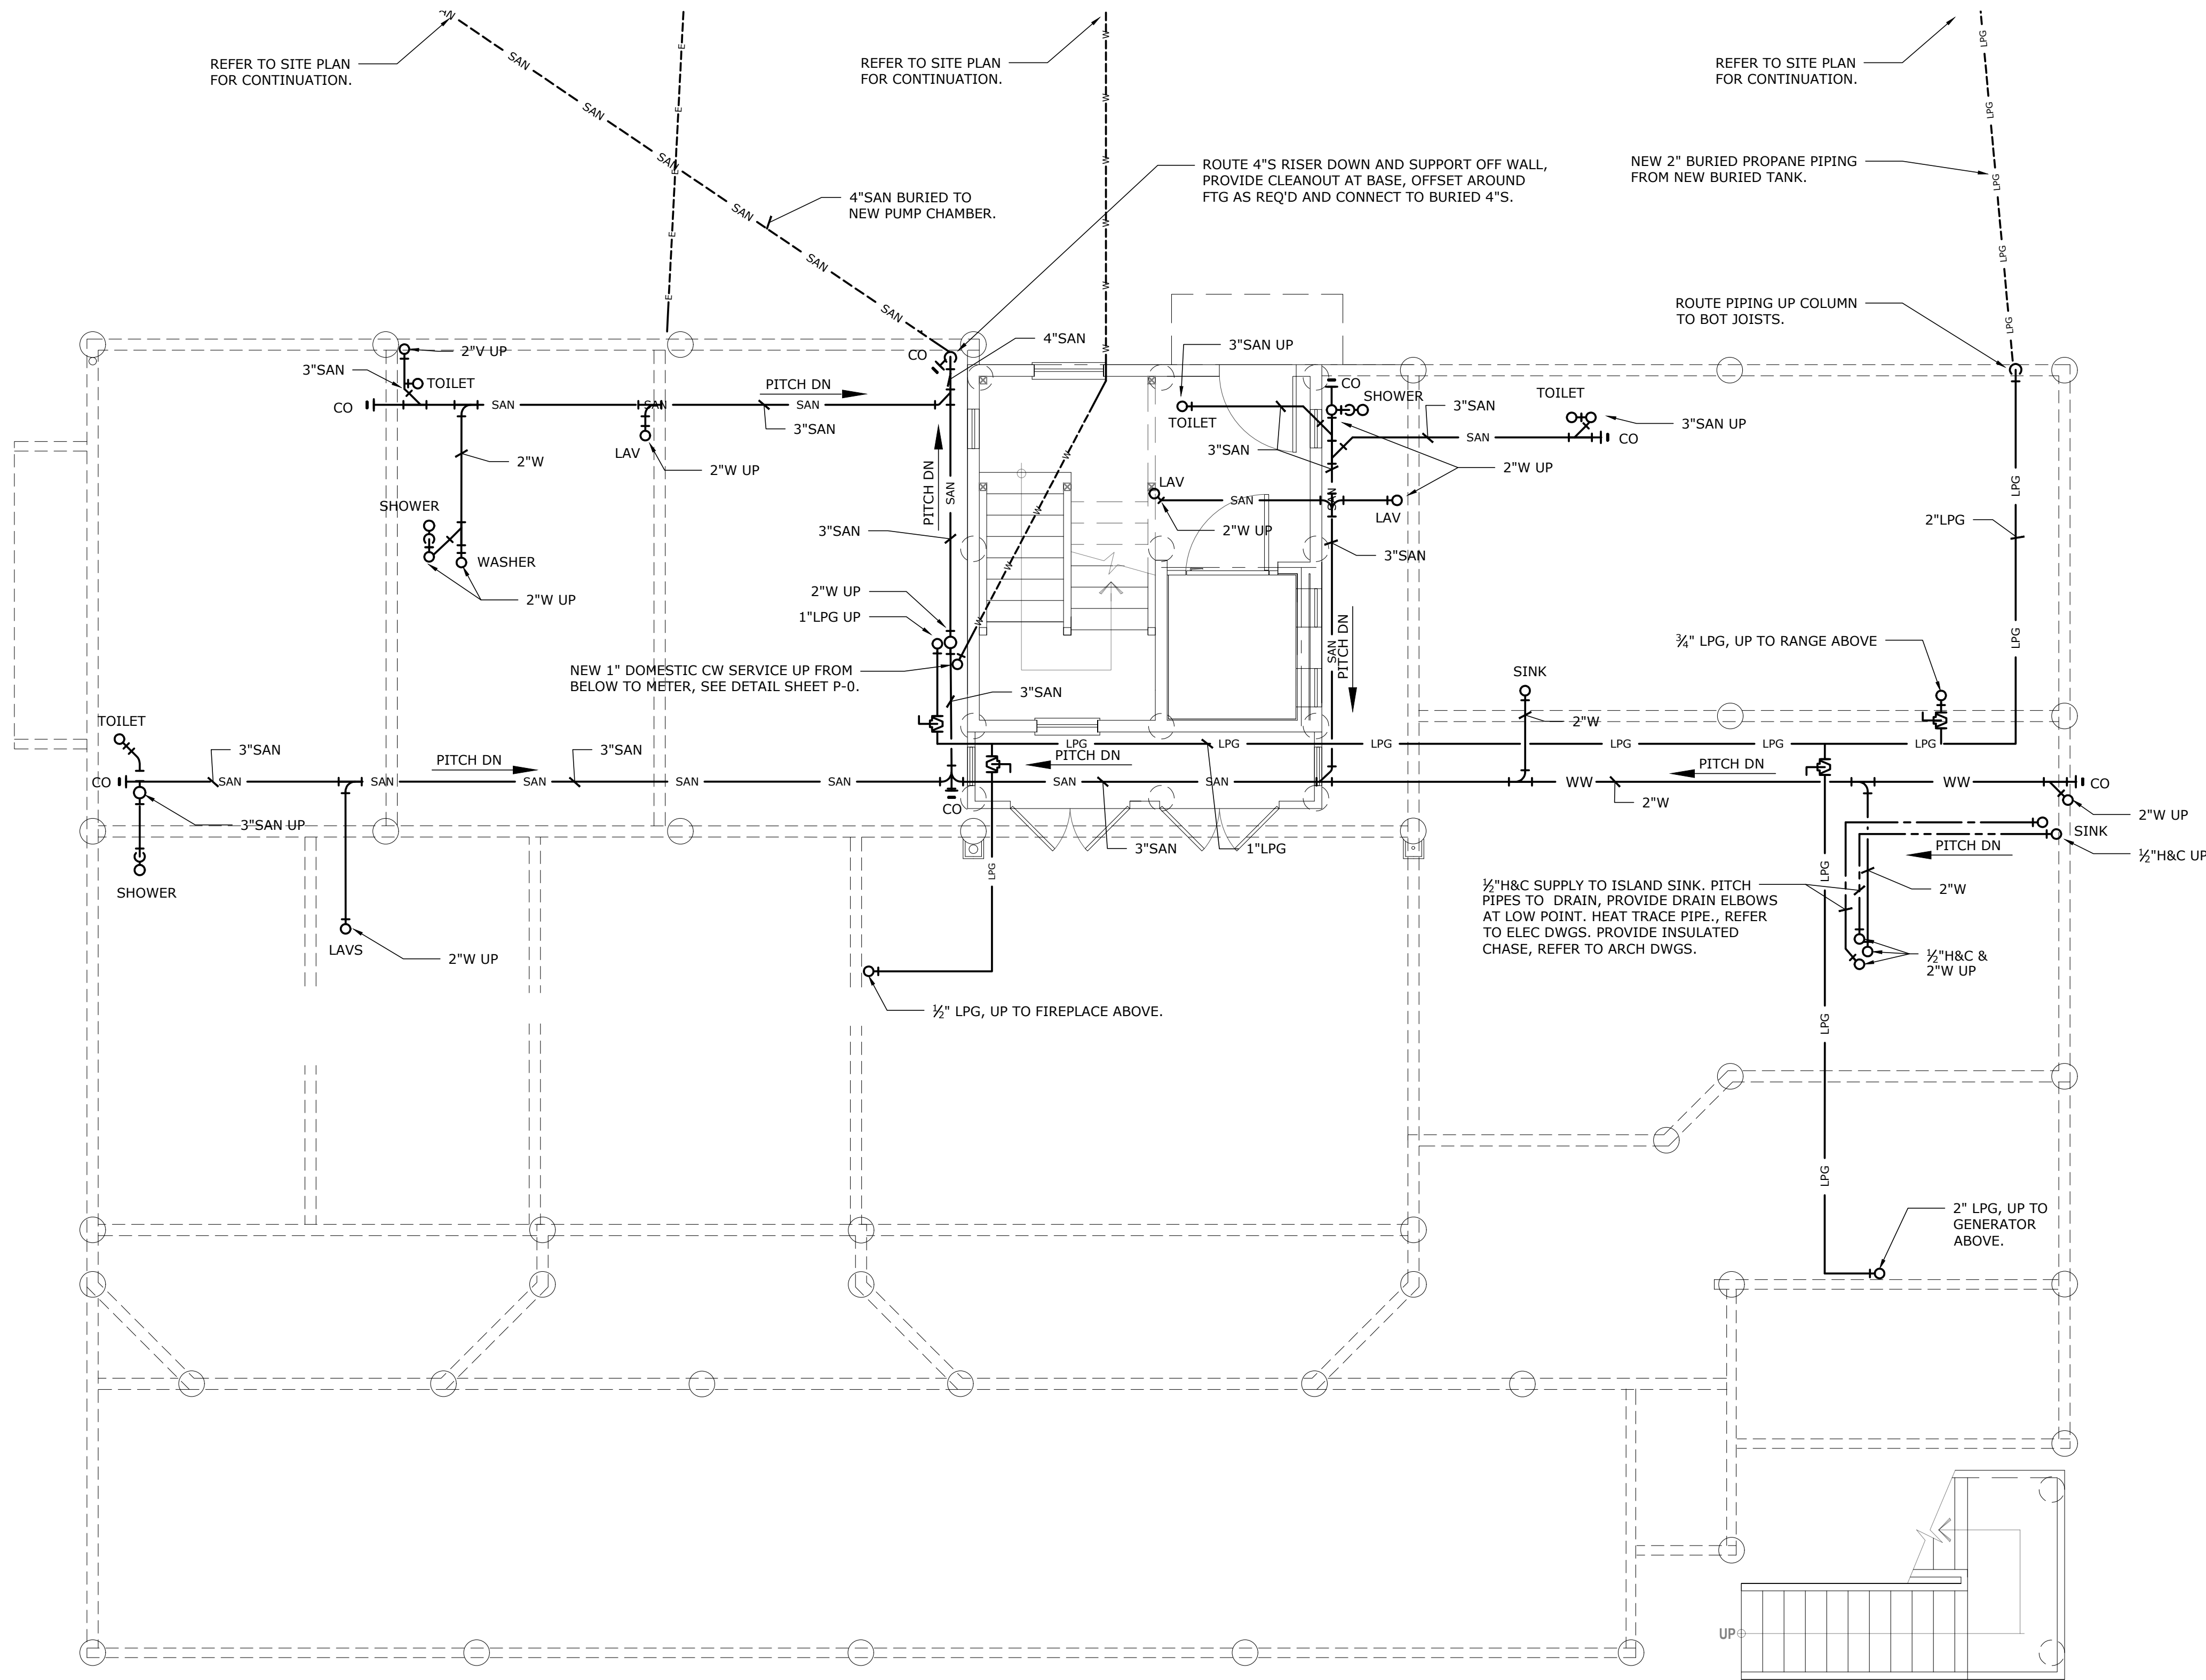 SAN
E
W
LPG
REFER TO SITE PLAN
FOR CONTINUATION.
REFER TO SITE PLAN
FOR CONTINUATION.
REFER TO SITE PLAN
FOR CONTINUATION.
SAN
E
W
LPG
SAN
SAN
E
W
LPG
ROUTE 4"S RISER DOWN AND SUPPORT OFF WALL,
PROVIDE CLEANOUT AT BASE, OFFSET AROUND
FTG AS REQ'D AND CONNECT TO BURIED 4"S.
NEW 2" BURIED PROPANE PIPING
FROM NEW BURIED TANK.
4"SAN BURIED TO
NEW PUMP CHAMBER.
SAN
E
W
LPG
SAN
E
W
LPG
SAN
W
ROUTE PIPING UP COLUMN
TO BOT JOISTS.
4"SAN
3"SAN UP
2"V UP
CO
3"SAN
TOILET
PITCH DN
CO
SHOWER
TOILET
CO
SAN
SAN
SAN
3"SAN
3"SAN
TOILET
3"SAN
3"SAN UP
SAN
CO
LAV
2"W UP
2"W
3"SAN
2"W UP
PITCH DN
SAN
W
LAV
SAN
SAN
LAV
LPG
SHOWER
2"W UP
W
2"LPG
3"SAN
3"SAN
WASHER
W
2"W UP
2"W UP
1"LPG UP
W
SAN
PITCH DN
LPG
¾" LPG, UP TO RANGE ABOVE
NEW 1" DOMESTIC CW SERVICE UP FROM
BELOW TO METER, SEE DETAIL SHEET P-0.
3"SAN
SINK
2"W
TOILET
3"SAN
3"SAN
PITCH DN
LPG
LPG
LPG
LPG
LPG
LPG
LPG
PITCH DN
PITCH DN
CO
SAN
SAN
SAN
SAN
SAN
SAN
SAN
SAN
WW
WW
CO
CO
2"W
2"W UP
3"SAN UP
SINK
3"SAN
1"LPG
PITCH DN
½"H&C UP
LPG
LPG
SHOWER
½"H&C SUPPLY TO ISLAND SINK. PITCH
PIPES TO DRAIN, PROVIDE DRAIN ELBOWS
AT LOW POINT. HEAT TRACE PIPE., REFER
TO ELEC DWGS. PROVIDE INSULATED
CHASE, REFER TO ARCH DWGS.
2"W
LAVS
2"W UP
½"H&C &
2"W UP
½" LPG, UP TO FIREPLACE ABOVE.
LPG
LPG
2" LPG, UP TO
GENERATOR
ABOVE.
UP